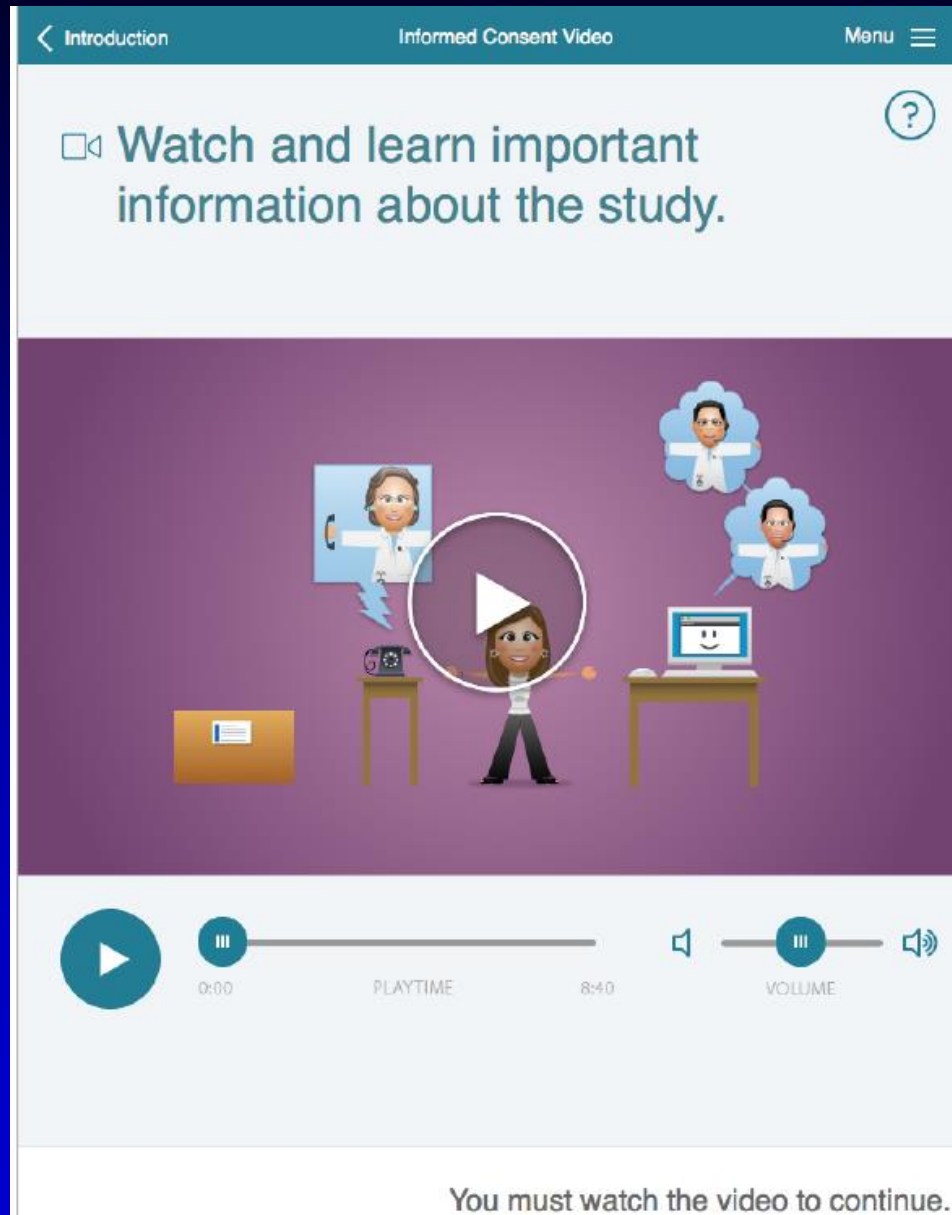 Introduction Informed Consent Video Menu
?
Watch and learn important
information about the study.
0:00 PLAYTIME 8:40 VOLUME
You must watch the video to continue.